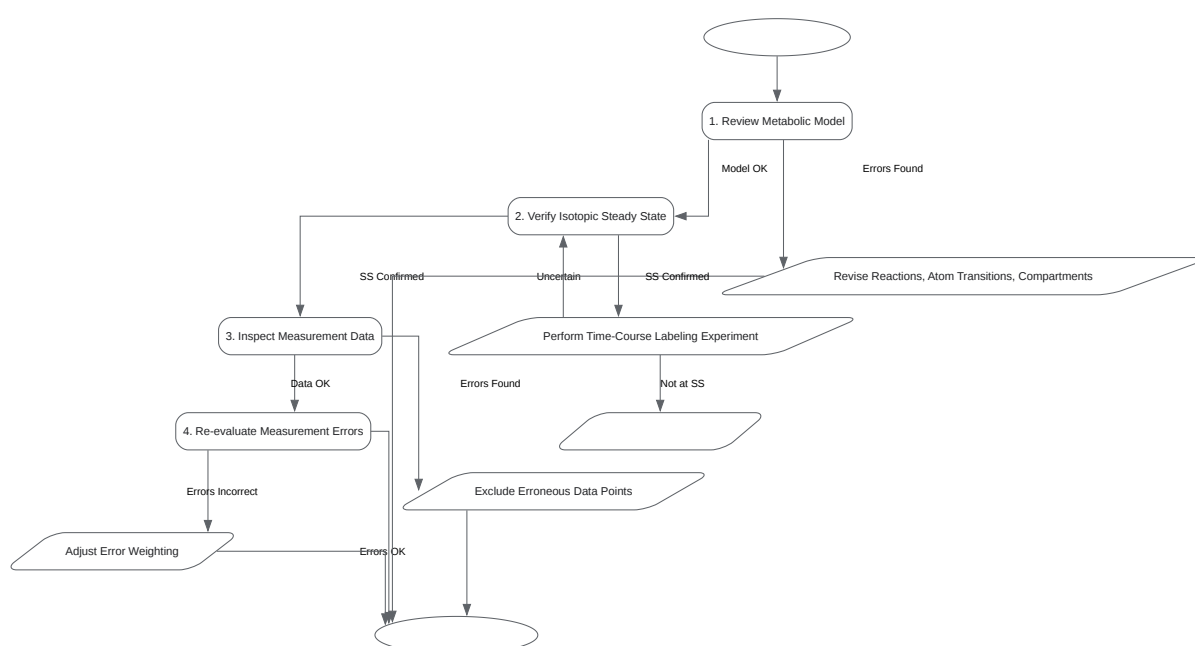 1. Review Metabolic Model
Model OK
Errors Found
2. Verify Isotopic Steady State
SS Confirmed
Uncertain
SS Confirmed
Revise Reactions, Atom Transitions, Compartments
3. Inspect Measurement Data
Perform Time-Course Labeling Experiment
Data OK
Errors Found
Not at SS
4. Re-evaluate Measurement Errors
Errors Incorrect
Exclude Erroneous Data Points
Adjust Error Weighting
Errors OK